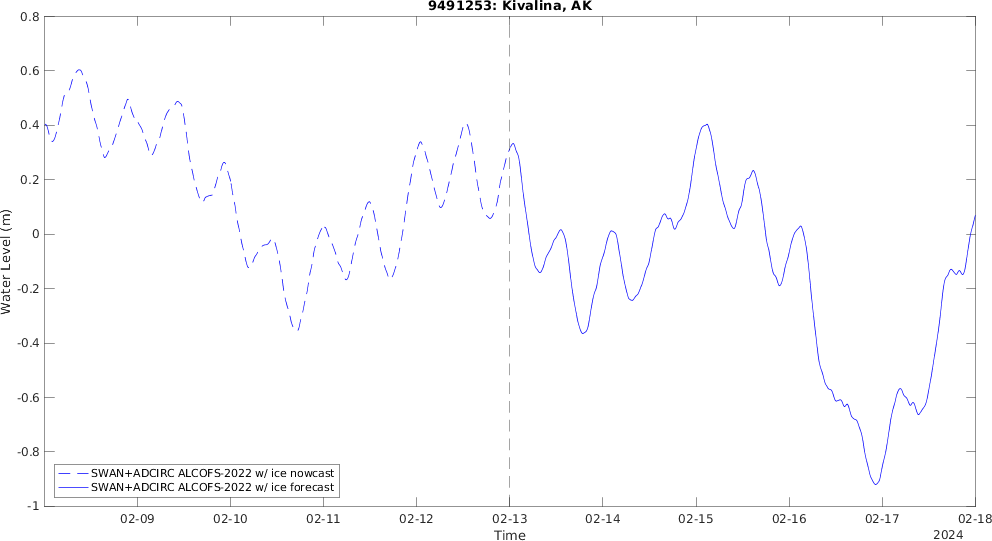 9491253: Kivalina, AK
0.8
0.6
0.4
0.2
0
-0.2
-0.4
-0.6
-0.8
-1
Water Level (m)
SWAN+ADCIRC ALCOFS-2022 w/ ice nowcast
SWAN+ADCIRC ALCOFS-2022 w/ ice forecast
02-09 02-10 02-11 02-12 02-13 02-14 02-15 02-16 02-17 02-18
Time
2024